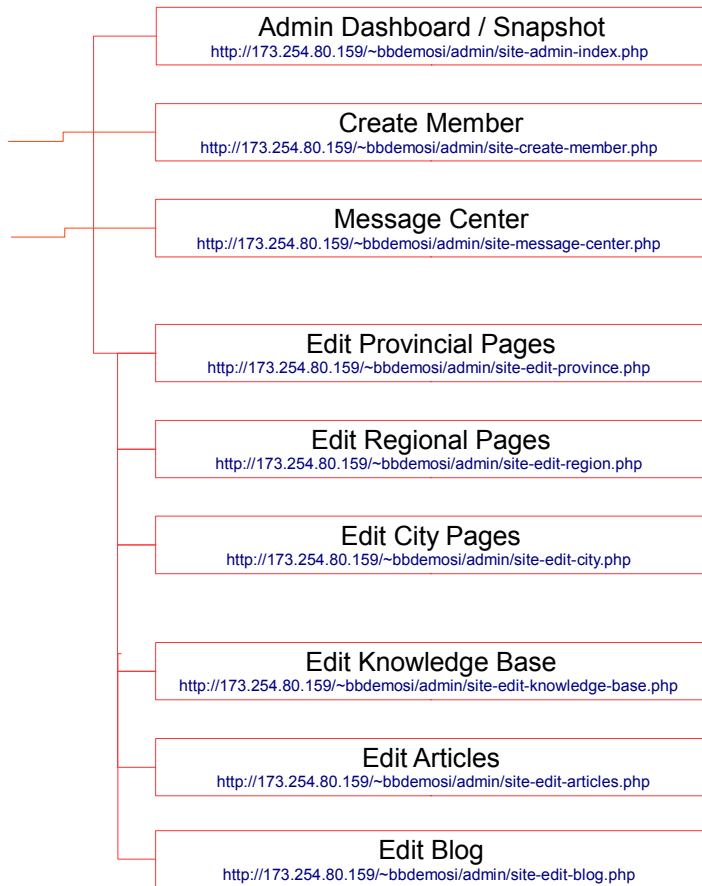 Admin Dashboard / Snapshot
http://173.254.80.159/~bbdemosi/admin/site-admin-index.php
Create Member
http://173.254.80.159/~bbdemosi/admin/site-create-member.php
Message Center
http://173.254.80.159/~bbdemosi/admin/site-message-center.php
Edit Provincial Pages
http://173.254.80.159/~bbdemosi/admin/site-edit-province.php
Edit Regional Pages
http://173.254.80.159/~bbdemosi/admin/site-edit-region.php
Edit City Pages
http://173.254.80.159/~bbdemosi/admin/site-edit-city.php
Edit Knowledge Base
http://173.254.80.159/~bbdemosi/admin/site-edit-knowledge-base.php
Edit Articles
http://173.254.80.159/~bbdemosi/admin/site-edit-articles.php
Edit Blog
http://173.254.80.159/~bbdemosi/admin/site-edit-blog.php